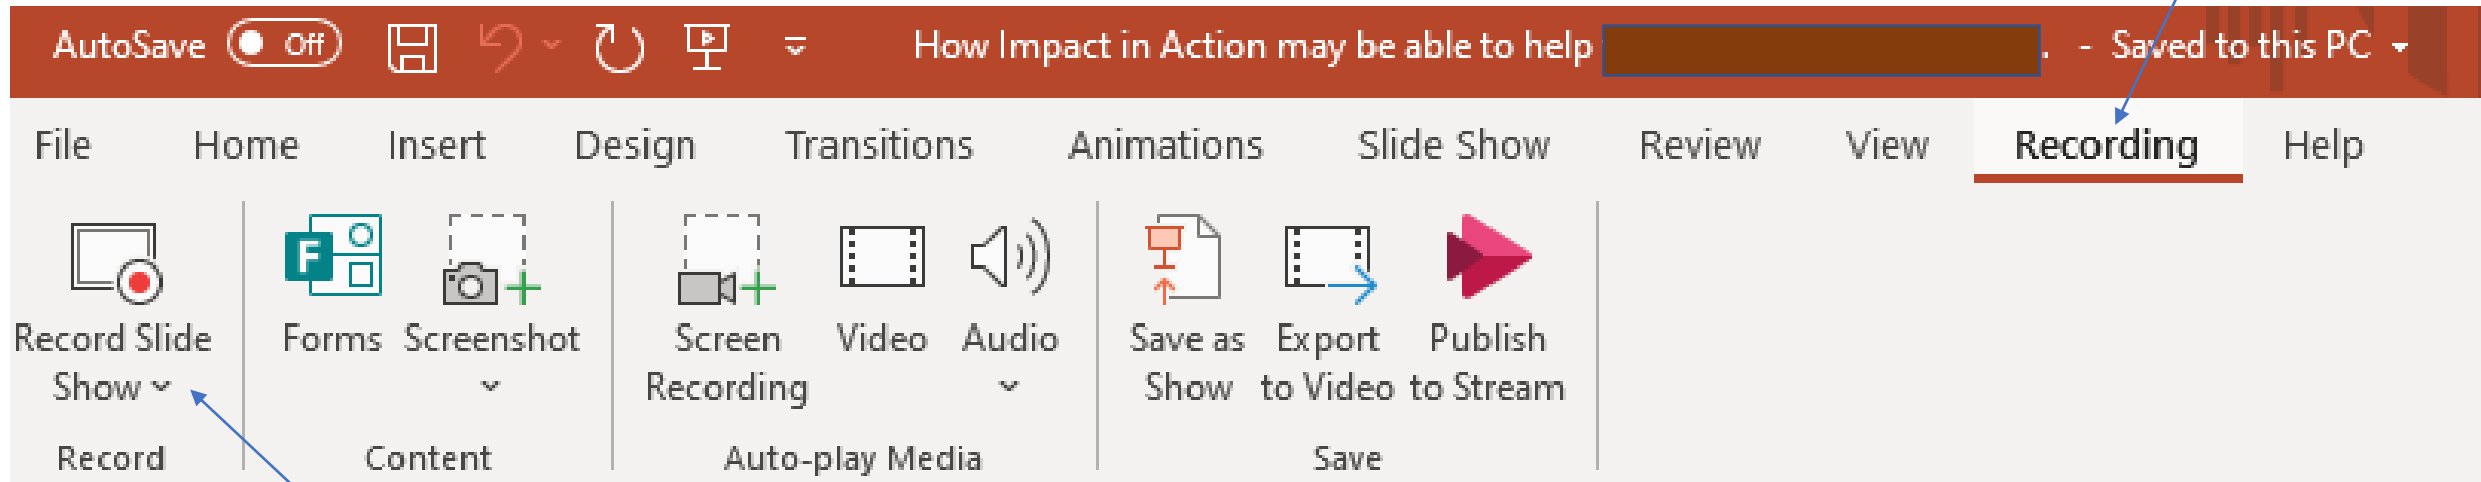 AutoSave Off How Impact in Action may be able to help . - Saved to this PC
File Home Insert Design Transitions Animations Slide Show Review View Recording Help
F
Record Slide Show
Forms
Screenshot
Screen Recording
Video
Audio
Save as Show
Export to Video
Publish to Stream
Record Content Auto-play Media Save